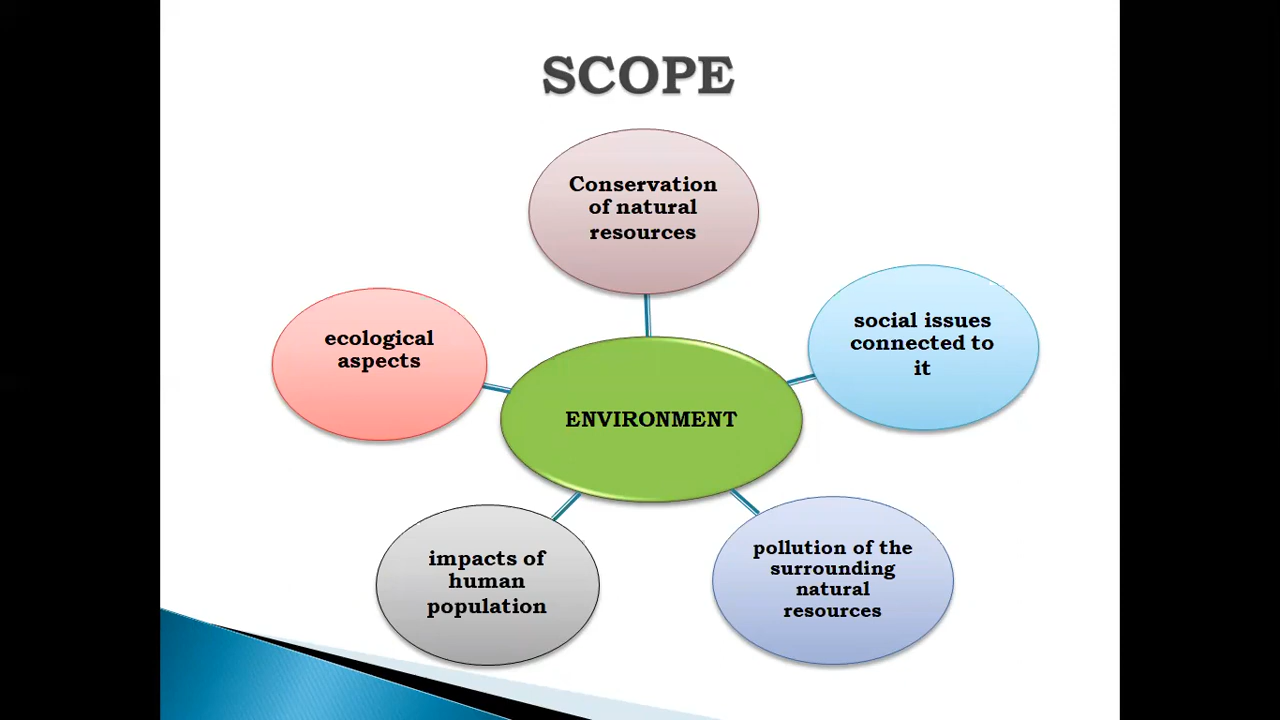 SCOPE
Conservation
of natural
resources
social issues
connected to
it
pollution of the
surrounding
natural
resources
impacts of
human
population
ecological
aspects
ENVIRONMENT